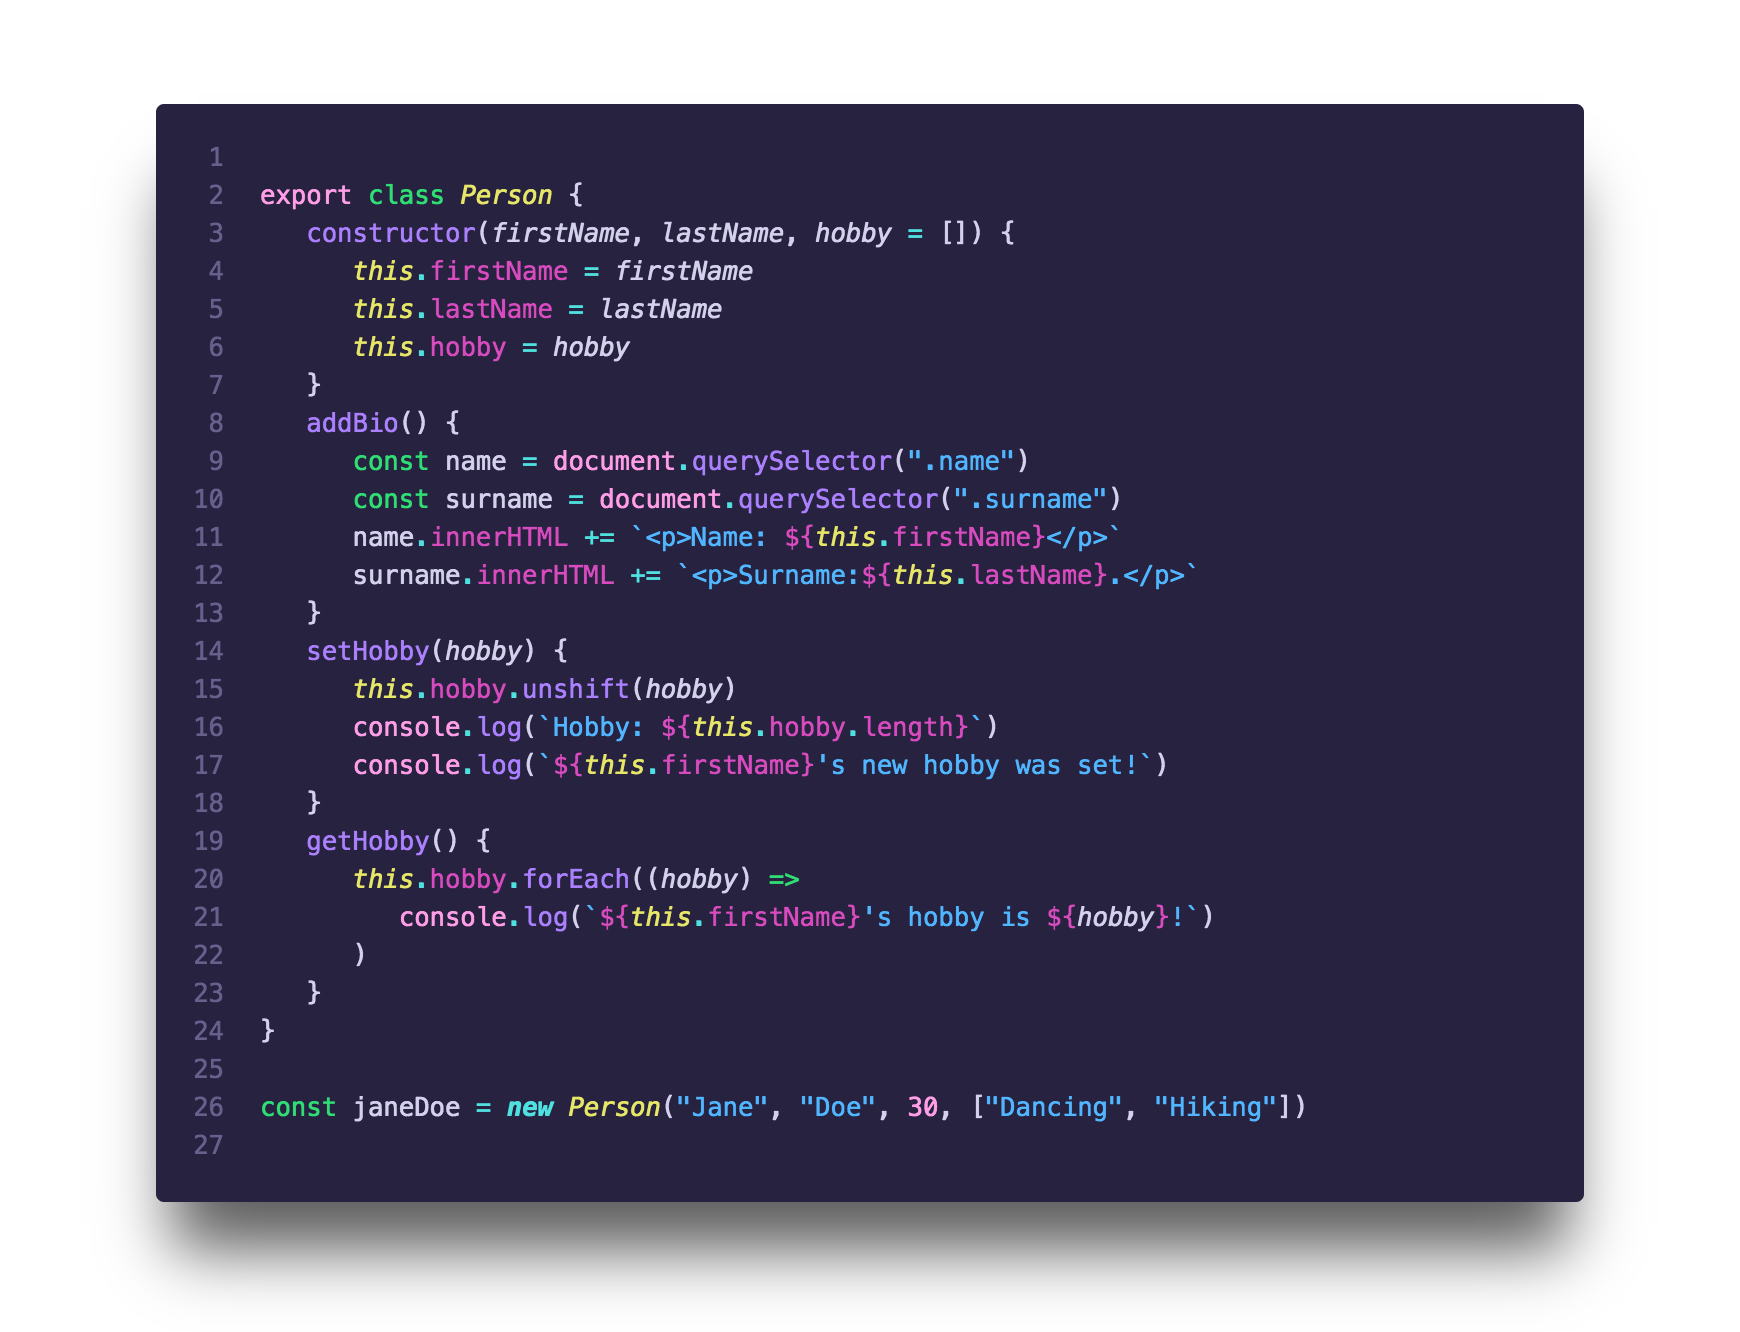 1
2 export class Person {
3    constructor(firstName, lastName, hobby = []) {
4       this.firstName = firstName
5       this.lastName = lastName
6       this.hobby = hobby
7    }
8    addBio() {
9       const name = document.querySelector(".name")
10       const surname = document.querySelector(".surname")
11       name.innerHTML += `<p>Name: ${this.firstName}</p>`
12       surname.innerHTML += `<p>Surname:${this.lastName}.</p>`
13    }
14    setHobby(hobby) {
15       this.hobby.unshift(hobby)
16       console.log(`Hobby: ${this.hobby.length}`)
17       console.log(`${this.firstName}'s new hobby was set!`)
18    }
19    getHobby() {
20       this.hobby.forEach((hobby) =>
21          console.log(`${this.firstName}'s hobby is ${hobby}!`)
22       )
23    }
24 }
25
26 const janeDoe = new Person("Jane", "Doe", 30, ["Dancing", "Hiking"])
27